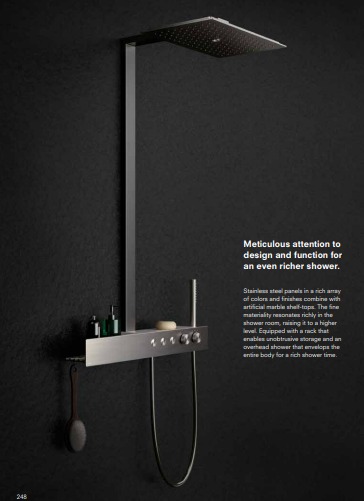 Meticulous attention to
design and function for
an even richer shower.
Stainless steel panels in a rich array
of colors and finishes combine with
artificial marble shelf-tops. The fine
materiality resonates richly in the
shower room, raising it to a higher
level. Equipped with a rack that
enables unobtrusive storage and an
overhead shower that envelops the
entire body for a rich shower time.
248